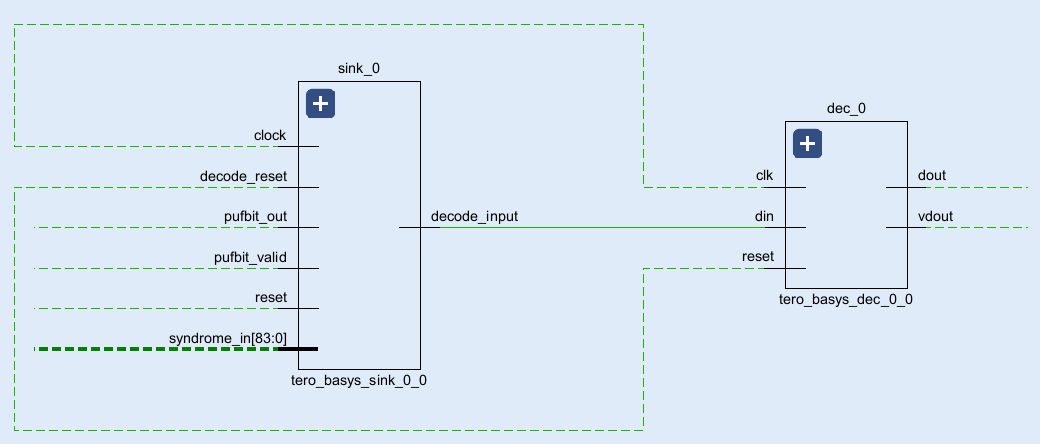 sink_0
clock
decode_reset
pufbit_out
pufbit_valid
reset
syndrome_in[83:0]
decode_input
tero_basys_sink_0_0
dec_0
clk
din
reset
dout
vdout
tero_basys_dec_0_0